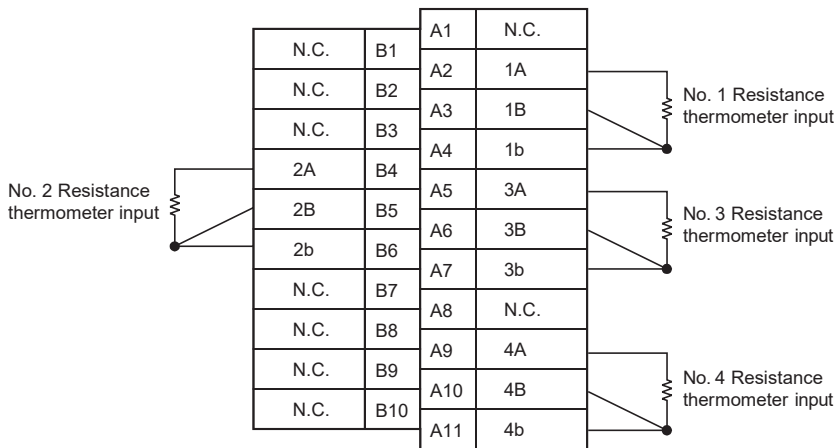 A1 N.C.
N.C. B1
A2 1A
N.C. B2
A3 1B
No. 1 Resistance
thermometer input
N.C. B3
A4 1b
No. 2 Resistance
thermometer input
2A B4
A5 3A
2B B5
A6 3B
No. 3 Resistance
thermometer input
2b B6
A7 3b
N.C. B7
A8 N.C.
N.C. B8
A9 4A
N.C. B9
A10 4B
No. 4 Resistance
thermometer input
N.C. B10
A11 4b